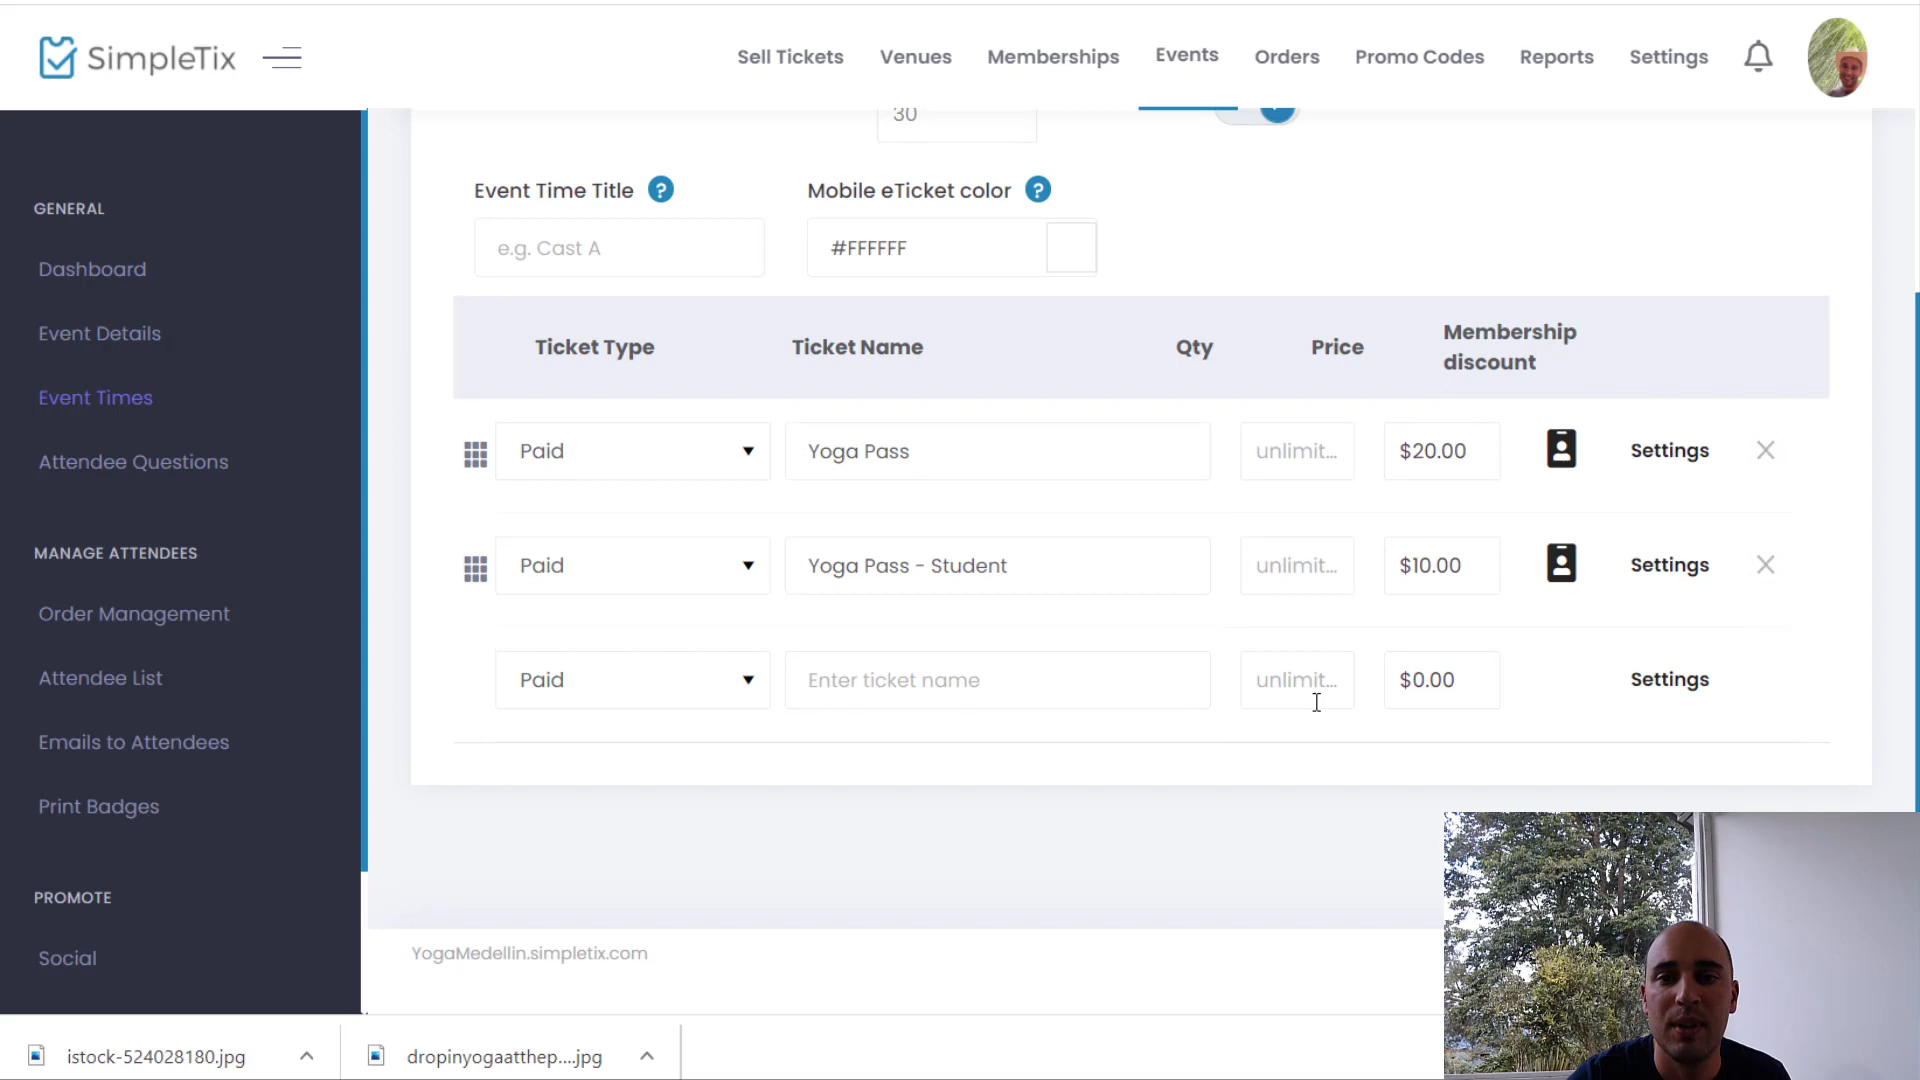 SimpleTix
Sell Tickets Venues Memberships Events Orders Promo Codes Reports Settings
GENERAL
Dashboard
Event Details
Event Times
Attendee Questions
MANAGE ATTENDEES
Order Management
Attendee List
Emails to Attendees
Print Badges
PROMOTE
Social
30
Event Time Title ? Mobile eTicket color ?
e.g. Cast A #FFFFFF
Ticket Type Ticket Name Qty Price Membership discount
Paid Yoga Pass unlimit... $20.00 Settings
Paid Yoga Pass - Student unlimit... $10.00 Settings
Paid Enter ticket name unlimit... $0.00 Settings
YogaMedellin.simpletix.com
istock-524028180.jpg dropinyogaatthep....jpg